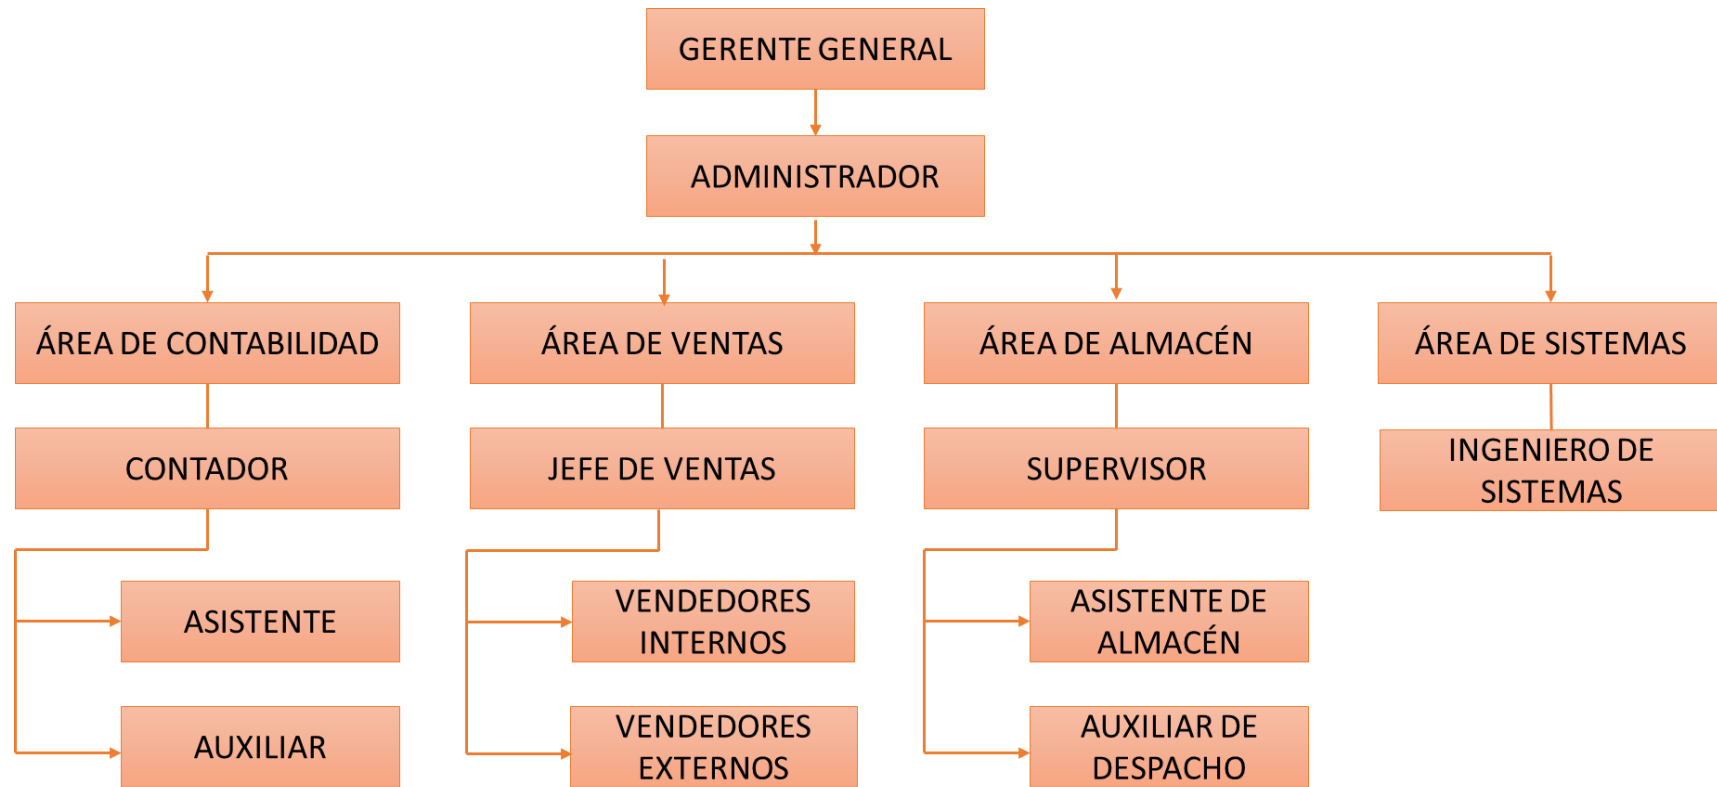 GERENTE GENERAL
ADMINISTRADOR
ÁREA DE CONTABILIDAD
ÁREA DE VENTAS
ÁREA DE ALMACÉN
ÁREA DE SISTEMAS
CONTADOR
JEFE DE VENTAS
SUPERVISOR
INGENIERO DE
SISTEMAS
ASISTENTE
VENDEDORES
INTERNOS
ASISTENTE DE
ALMACÉN
AUXILIAR
VENDEDORES
EXTERNOS
AUXILIAR DE
DESPACHO